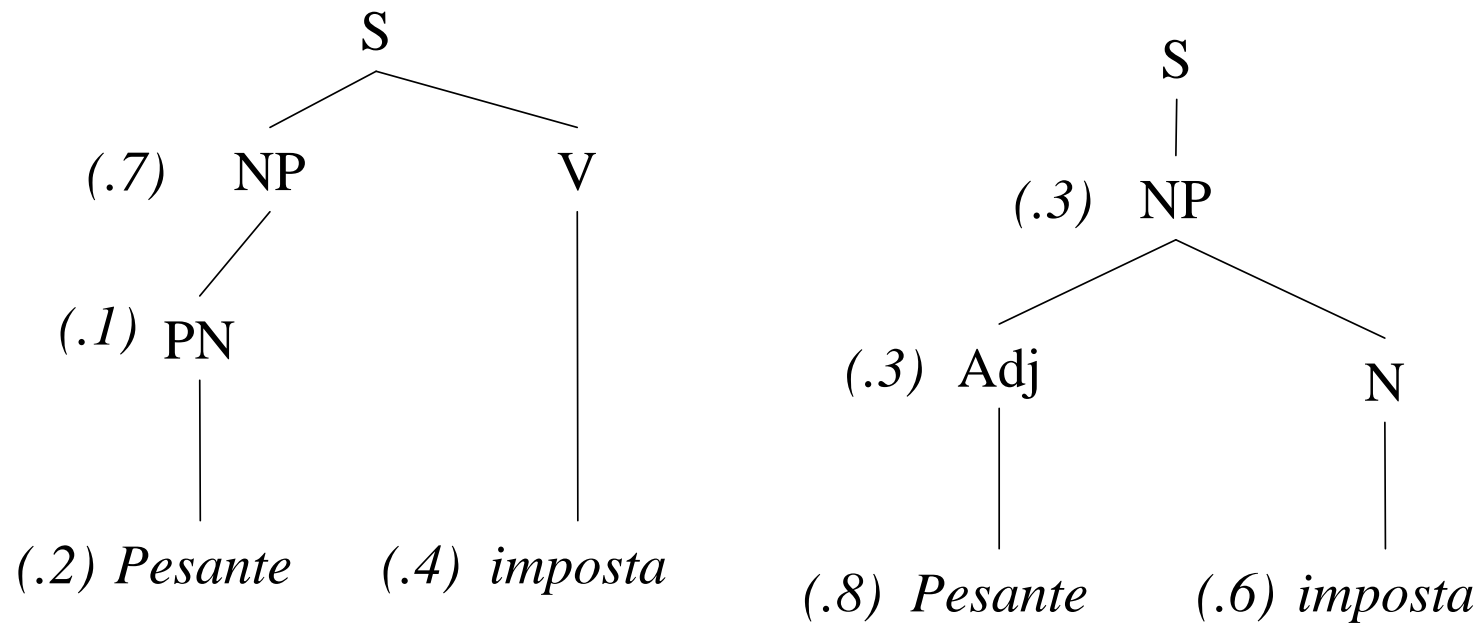 S
(.7) NP V
(.1) PN
(.2) Pesante (.4) imposta
S
(.3) NP
(.3) Adj N
(.8) Pesante (.6) imposta